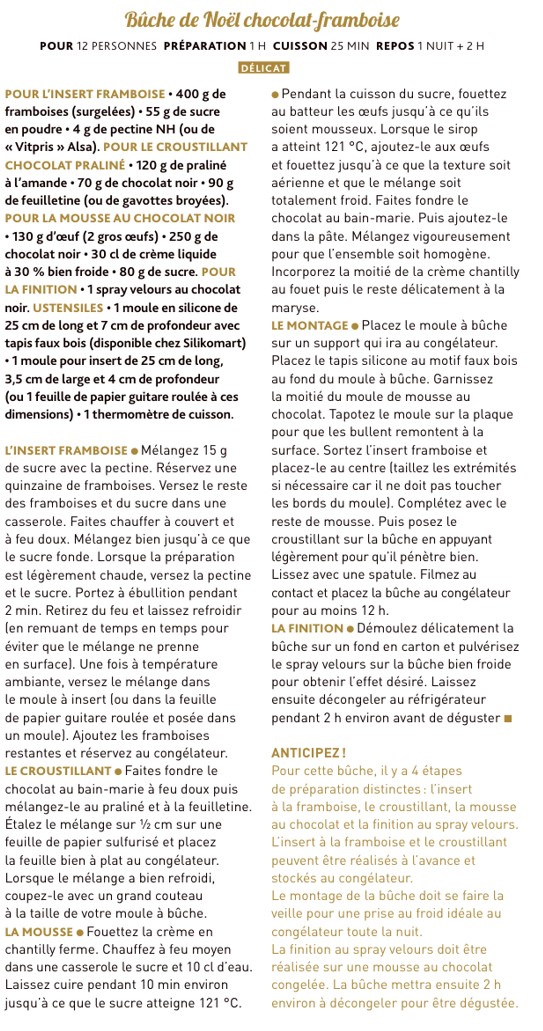 Bûche de Noël chocolat-framboise
POUR 12 PERSONNES PRÉPARATION 1 H CUISSON 25 MIN REPOS 1 NUIT + 2 H
DÉLICAT
POUR L'INSERT FRAMBOISE • 400 g de
framboises (surgelées) • 55 g de sucre
en poudre • 4 g de pectine NH (ou de
« Vitpris » Alsa). POUR LE CROUSTILLANT
CHOCOLAT PRALINÉ • 120 g de praliné
à l'amande • 70 g de chocolat noir • 90 g
de feuilletine (ou de gavottes broyées).
POUR LA MOUSSE AU CHOCOLAT NOIR
• 130 g d'œuf (2 gros œufs) • 250 g de
chocolat noir • 30 cl de crème liquide
à 30 % bien froide • 80 g de sucre. POUR
LA FINITION • 1 spray velours au chocolat
noir. USTENSILES • 1 moule en silicone de
25 cm de long et 7 cm de profondeur avec
tapis faux bois (disponible chez Silikomart)
• 1 moule pour insert de 25 cm de long,
3,5 cm de large et 4 cm de profondeur
(ou 1 feuille de papier guitare roulée à ces
dimensions) • 1 thermomètre de cuisson.
L'INSERT FRAMBOISE ● Mélangez 15 g
de sucre avec la pectine. Réservez une
quinzaine de framboises. Versez le reste
des framboises et du sucre dans une
casserole. Faites chauffer à couvert et
à feu doux. Mélangez bien jusqu'à ce que
le sucre fonde. Lorsque la préparation
est légèrement chaude, versez la pectine
et le sucre. Portez à ébullition pendant
2 min. Retirez du feu et laissez refroidir
(en remuant de temps en temps pour
éviter que le mélange ne prenne
en surface). Une fois à température
ambiante, versez le mélange dans
le moule à insert (ou dans la feuille
de papier guitare roulée et posée dans
un moule). Ajoutez les framboises
restantes et réservez au congélateur.
LE CROUSTILLANT ● Faites fondre le
chocolat au bain-marie à feu doux puis
mélangez-le au praliné et à la feuilletine.
Étalez le mélange sur ½ cm sur une
feuille de papier sulfurisé et placez
la feuille bien à plat au congélateur.
Lorsque le mélange a bien refroidi,
coupez-le avec un grand couteau
à la taille de votre moule à bûche.
LA MOUSSE ● Fouettez la crème en
chantilly ferme. Chauffez à feu moyen
dans une casserole le sucre et 10 cl d'eau.
Laissez cuire pendant 10 min environ
jusqu'à ce que le sucre atteigne 121 °C.
● Pendant la cuisson du sucre, fouettez
au batteur les œufs jusqu'à ce qu'ils
soient mousseux. Lorsque le sirop
a atteint 121 °C, ajoutez-le aux œufs
et fouettez jusqu'à ce que la texture soit
aérienne et que le mélange soit
totalement froid. Faites fondre le
chocolat au bain-marie. Puis ajoutez-le
dans la pâte. Mélangez vigoureusement
pour que l'ensemble soit homogène.
Incorporez la moitié de la crème chantilly
au fouet puis le reste délicatement à la
maryse.
LE MONTAGE ● Placez le moule à bûche
sur un support qui ira au congélateur.
Placez le tapis silicone au motif faux bois
au fond du moule à bûche. Garnissez
la moitié du moule de mousse au
chocolat. Tapotez le moule sur la plaque
pour que les bullent remontent à la
surface. Sortez l'insert framboise et
placez-le au centre (taillez les extrémités
si nécessaire car il ne doit pas toucher
les bords du moule). Complétez avec le
reste de mousse. Puis posez le
croustillant sur la bûche en appuyant
légèrement pour qu'il pénètre bien.
Lissez avec une spatule. Filmez au
contact et placez la bûche au congélateur
pour au moins 12 h.
LA FINITION ● Démoulez délicatement la
bûche sur un fond en carton et pulvérisez
le spray velours sur la bûche bien froide
pour obtenir l'effet désiré. Laissez
ensuite décongeler au réfrigérateur
pendant 2 h environ avant de déguster ■
ANTICIPEZ !
Pour cette bûche, il y a 4 étapes
de préparation distinctes : l'insert
à la framboise, le croustillant, la mousse
au chocolat et la finition au spray velours.
L'insert à la framboise et le croustillant
peuvent être réalisés à l'avance et
stockés au congélateur.
Le montage de la bûche doit se faire la
veille pour une prise au froid idéale au
congélateur toute la nuit.
La finition au spray velours doit être
réalisée sur une mousse au chocolat
congelée. La bûche mettra ensuite 2 h
environ à décongeler pour être dégustée.